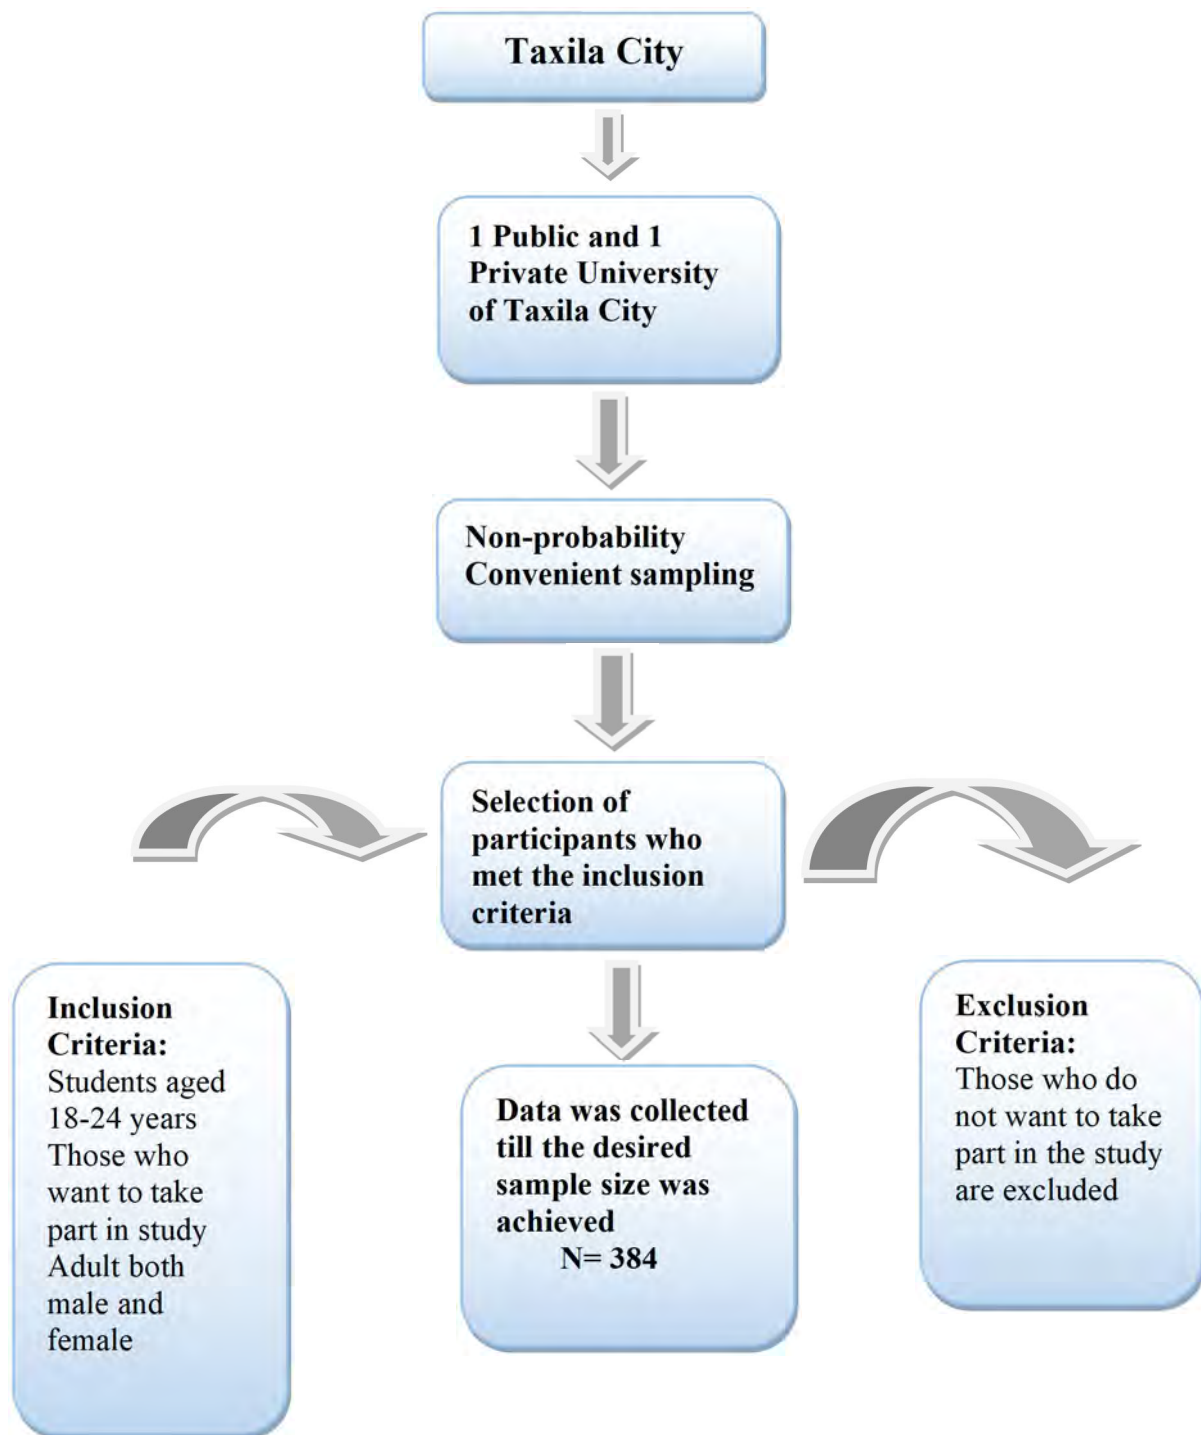 Taxila City
1 Public and 1
Private University
of Taxila City
Non-probability
Convenient sampling
Selection of
participants who
met the inclusion
criteria
Inclusion
Criteria:
Students aged
18-24 years
Those who
want to take
part in study
Adult both
male and
female
Data was collected
till the desired
sample size was
achieved
N= 384
Exclusion
Criteria:
Those who do
not want to take
part in the study
are excluded